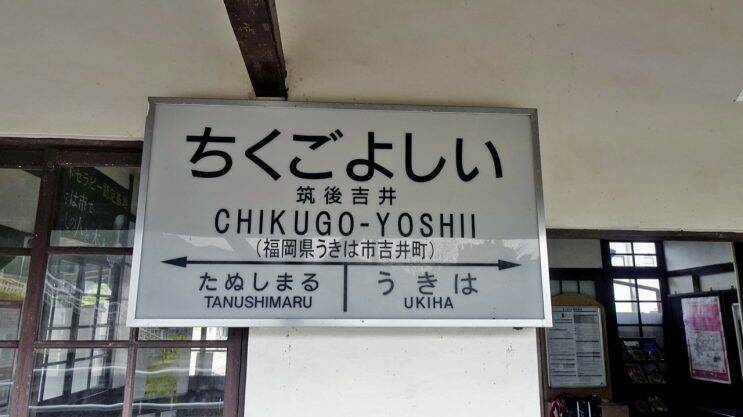 ちくごよしい
筑後吉井
CHIKUGO-YOSHII
(福岡県うきは市吉井町)
たぬしまる うきは
TANUSHIMARU UKIHA